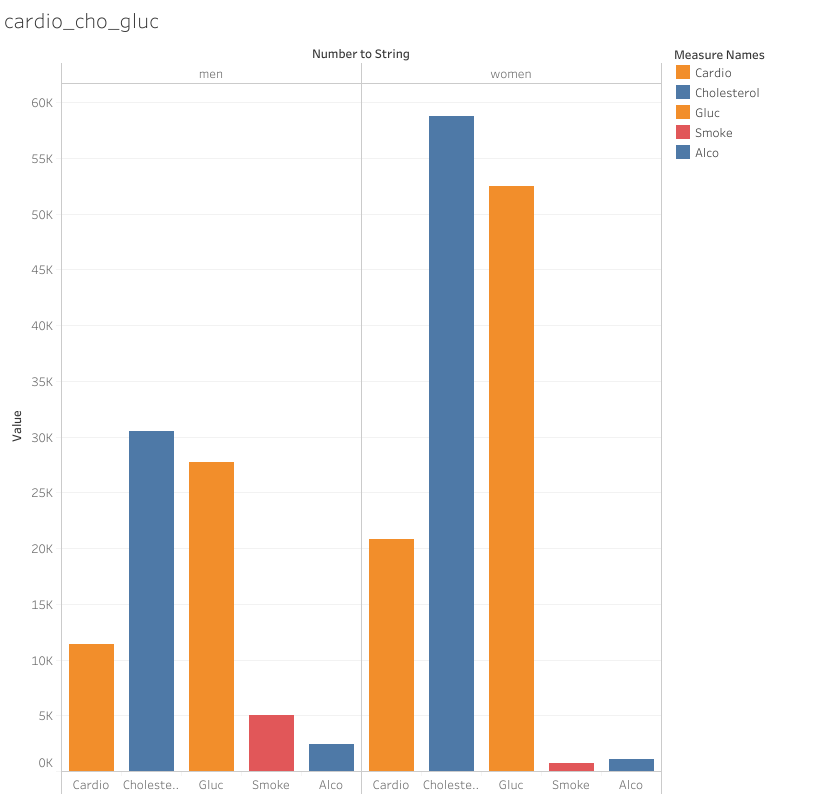 cardio_cho_gluc
Number to String
men
women
Measure Names
Cardio
Cholesterol
Gluc
Smoke
Alco
Value
60K
55K
50K
45K
40K
35K
30K
25K
20K
15K
10K
5K
0K
Cardio Choleste.. Gluc Smoke Alco Cardio Choleste.. Gluc Smoke Alco